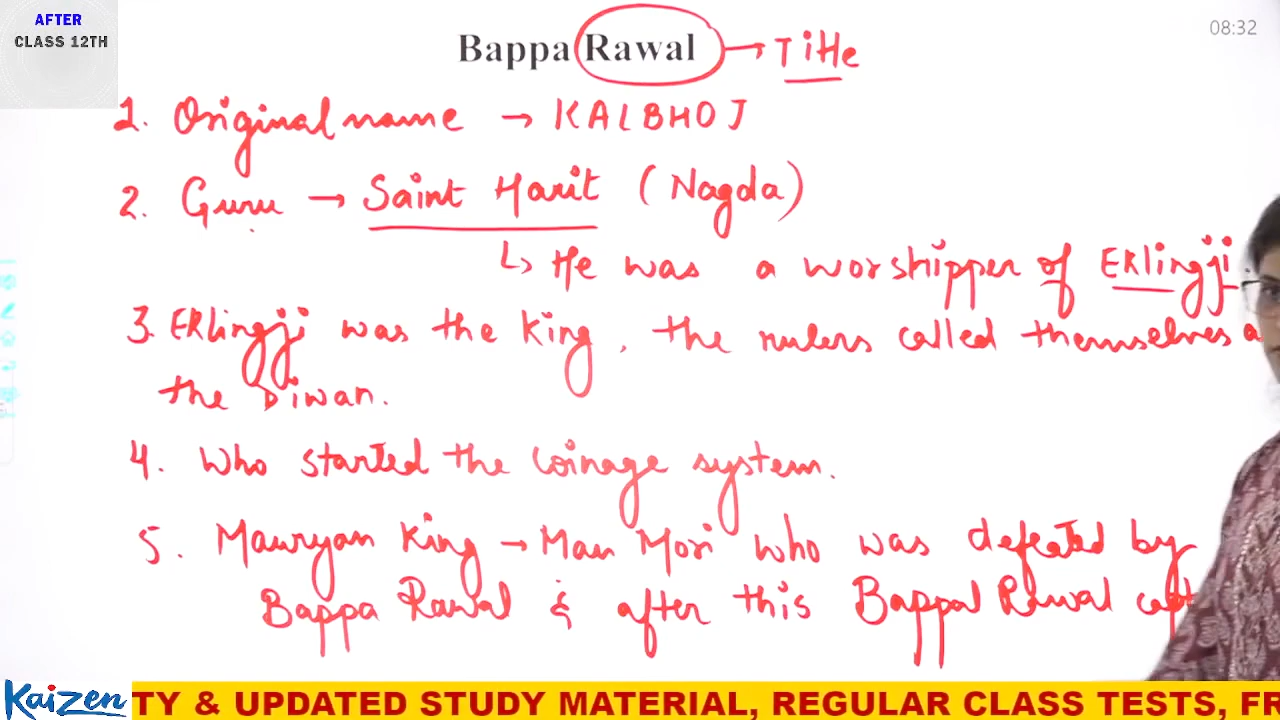 AFTER
CLASS 12TH
08:32
Bappa Rawal → Title
1. Original name → KALBHOJ
2. Guru → Saint Harit (Nagda)
↳ He was a worshipper of EKlingji
3. EKlingji was the king, the rulers called themselves a
the Diwan.
4. Who started the coinage system.
5. Mauryan King → Man Mori who was defeated by
Bappa Rawal & after this Bappal Rawal capt
Kaizen TY & UPDATED STUDY MATERIAL, REGULAR CLASS TESTS, FR